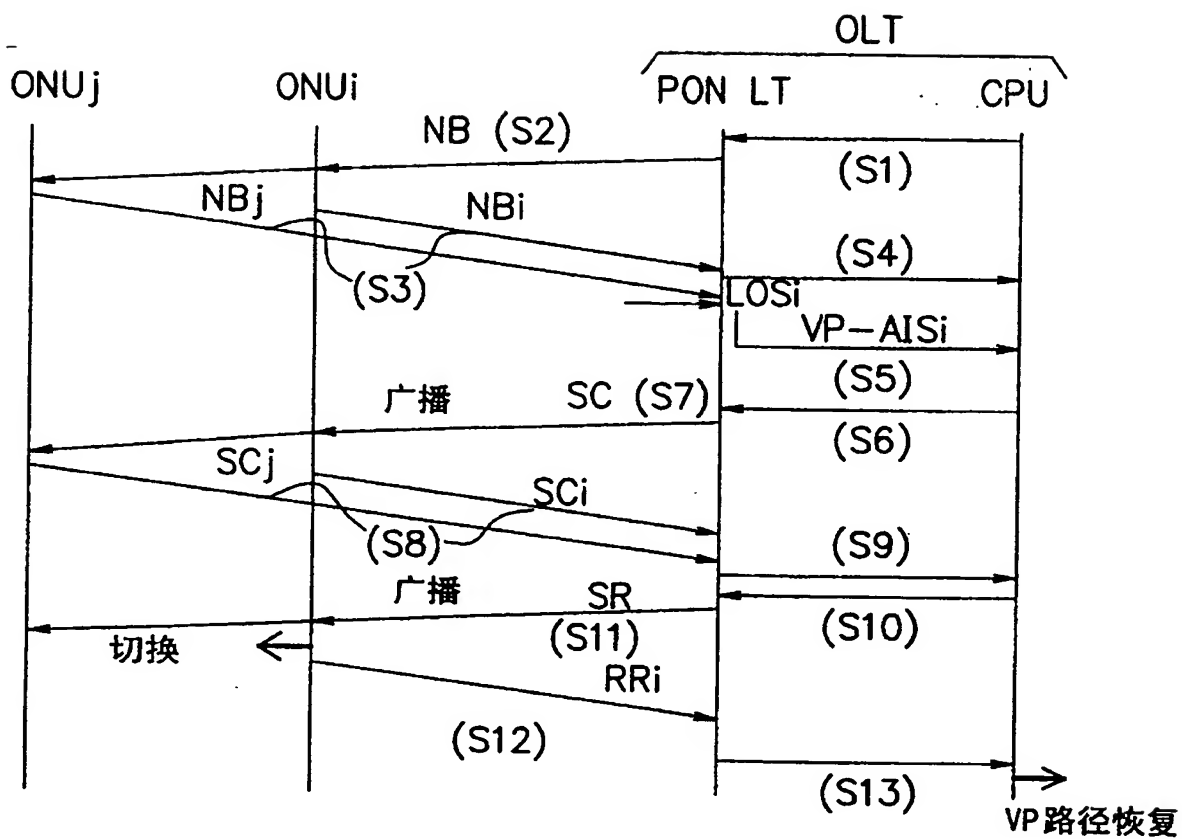 OLT
ONUj ONUi PON LT CPU
NB (S2)
(S1)
NBj NBi
(S4)
(S3)
LOSi
VP-AISi
(S5)
广播 SC (S7)
(S6)
SCj
SCi
(S8)
(S9)
广播 SR
(S10)
(S11)
切换
RRi
(S12)
(S13)
VP路径恢复